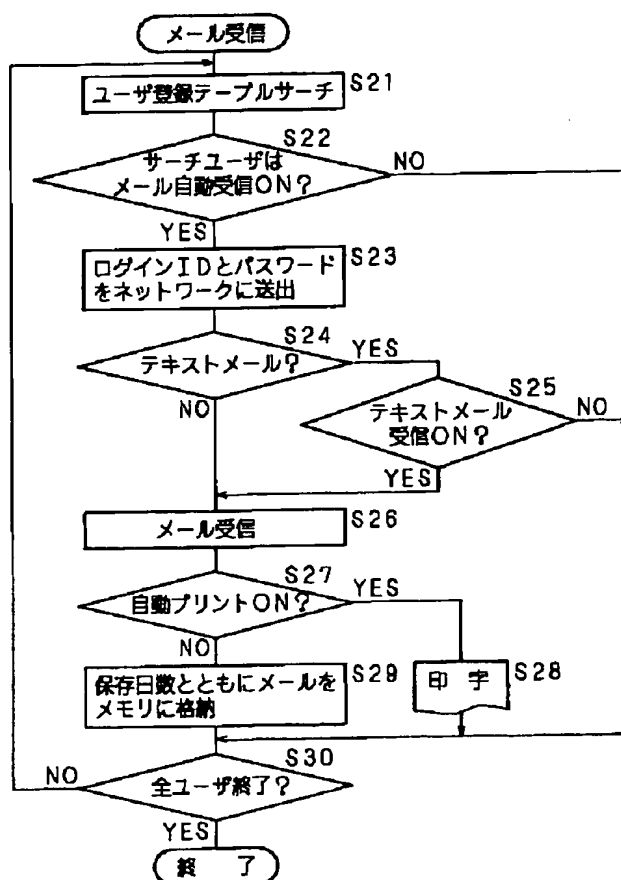 メール受信
ユーザ登録テーブルサーチ
S21
S22
サーチユーザは
メール自動受信ON?
NO
YES
ログインIDとパスワード
をネットワークに送出
S23
S24
テキストメール?
YES
NO
S25
テキストメール
受信ON?
NO
YES
メール受信
S26
S27
自動プリントON?
YES
NO
保存日数とともにメールを
メモリに格納
S29
印 字
S28
S30
全ユーザ終了?
NO
YES
終 了